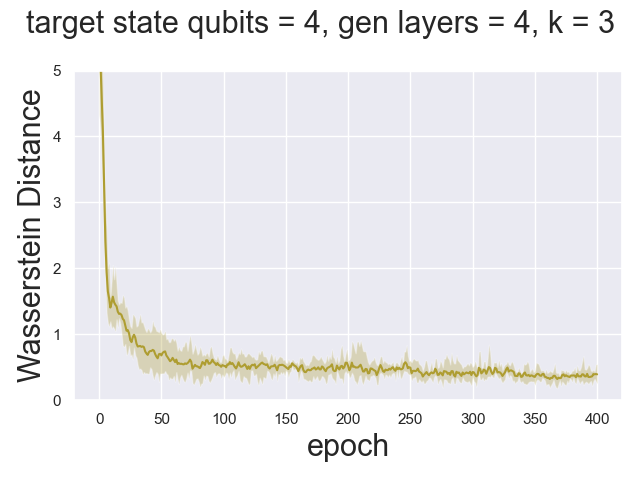 target state qubits = 4, gen layers = 4, k = 3
Wasserstein Distance
5
4
3
2
1
0
0 50 100 150 200 250 300 350 400
epoch